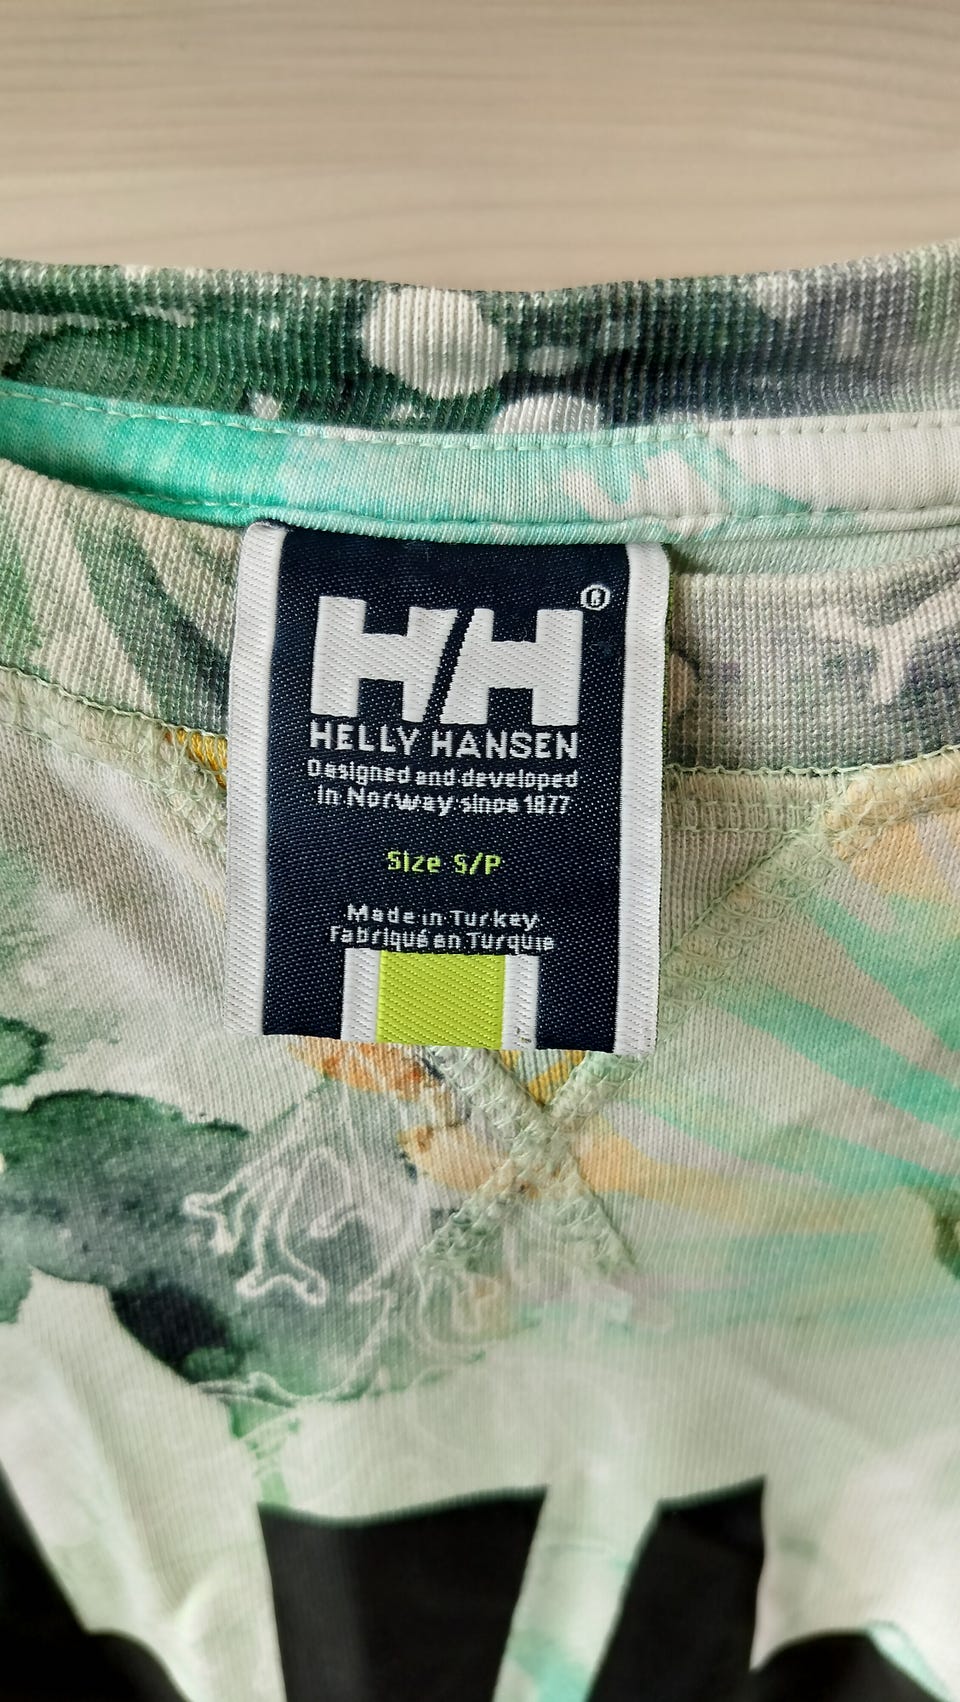 HH®
HELLY HANSEN
Designed and developed
in Norway since 1877
Size S/P
Made in Turkey
Fabriqué en Turquie